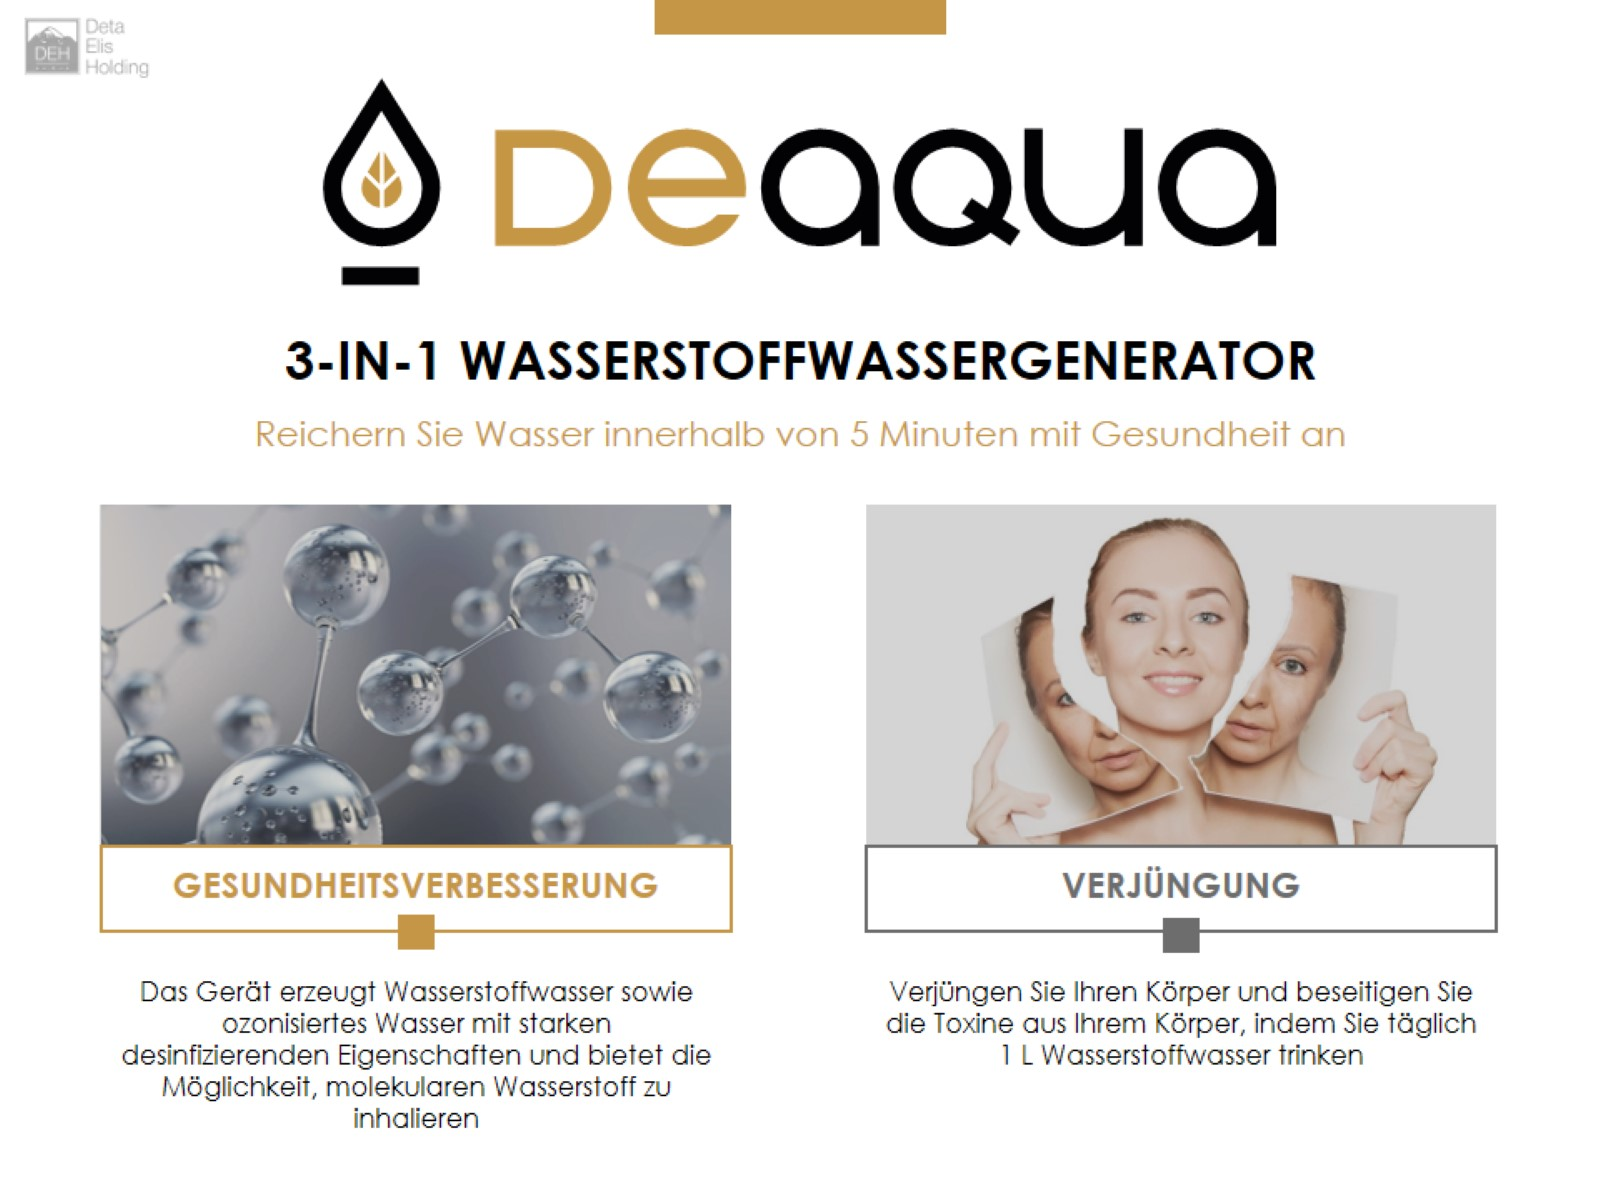 Deta
Elis
Holding
DEH
Deaqua
3-IN-1 WASSERSTOFFWASSERGENERATOR
Reichern Sie Wasser innerhalb von 5 Minuten mit Gesundheit an
GESUNDHEITSVERBESSERUNG
Das Gerät erzeugt Wasserstoffwasser sowie
ozonisiertes Wasser mit starken
desinfizierenden Eigenschaften und bietet die
Möglichkeit, molekularen Wasserstoff zu
inhalieren
VERJÜNGUNG
Verjüngen Sie Ihren Körper und beseitigen Sie
die Toxine aus Ihrem Körper, indem Sie täglich
1 L Wasserstoffwasser trinken